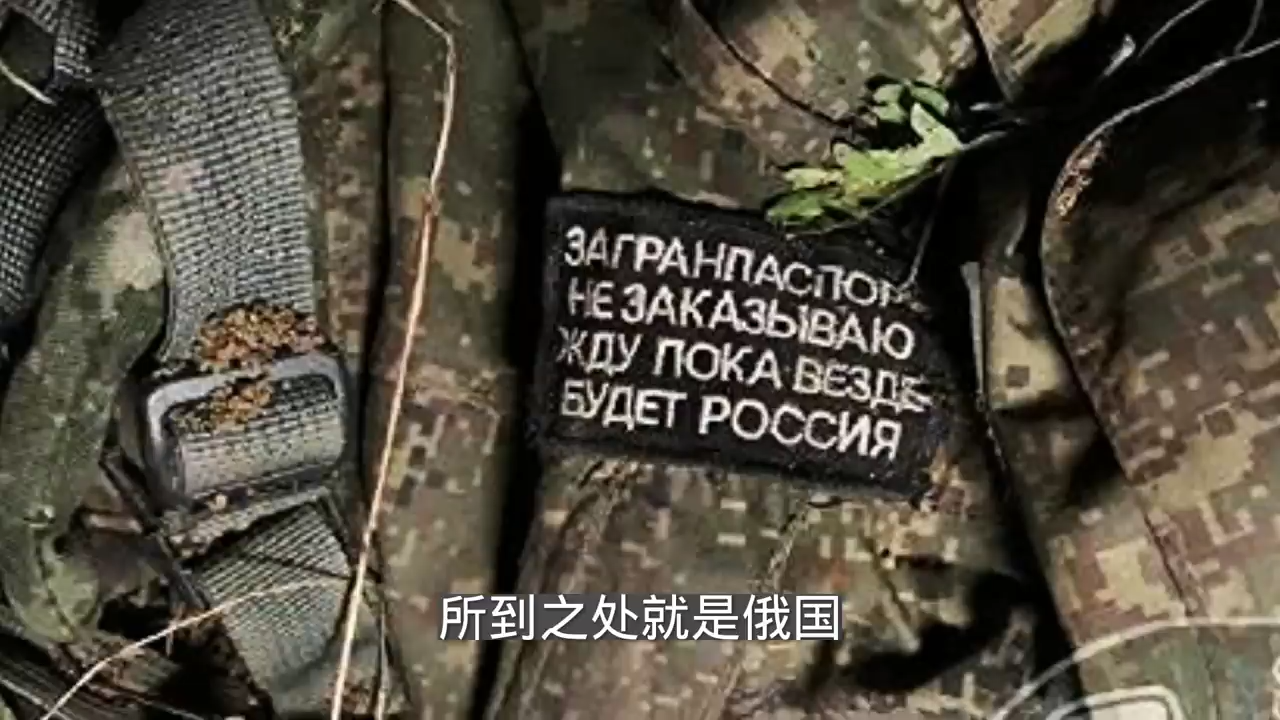 ЗАГРАНПАСПОРТ
НЕ ЗАКАЗЫВАЮ
ЖДУ ПОКА ВЕЗДЕ
БУДЕТ РОССИЯ
所到之处就是俄国